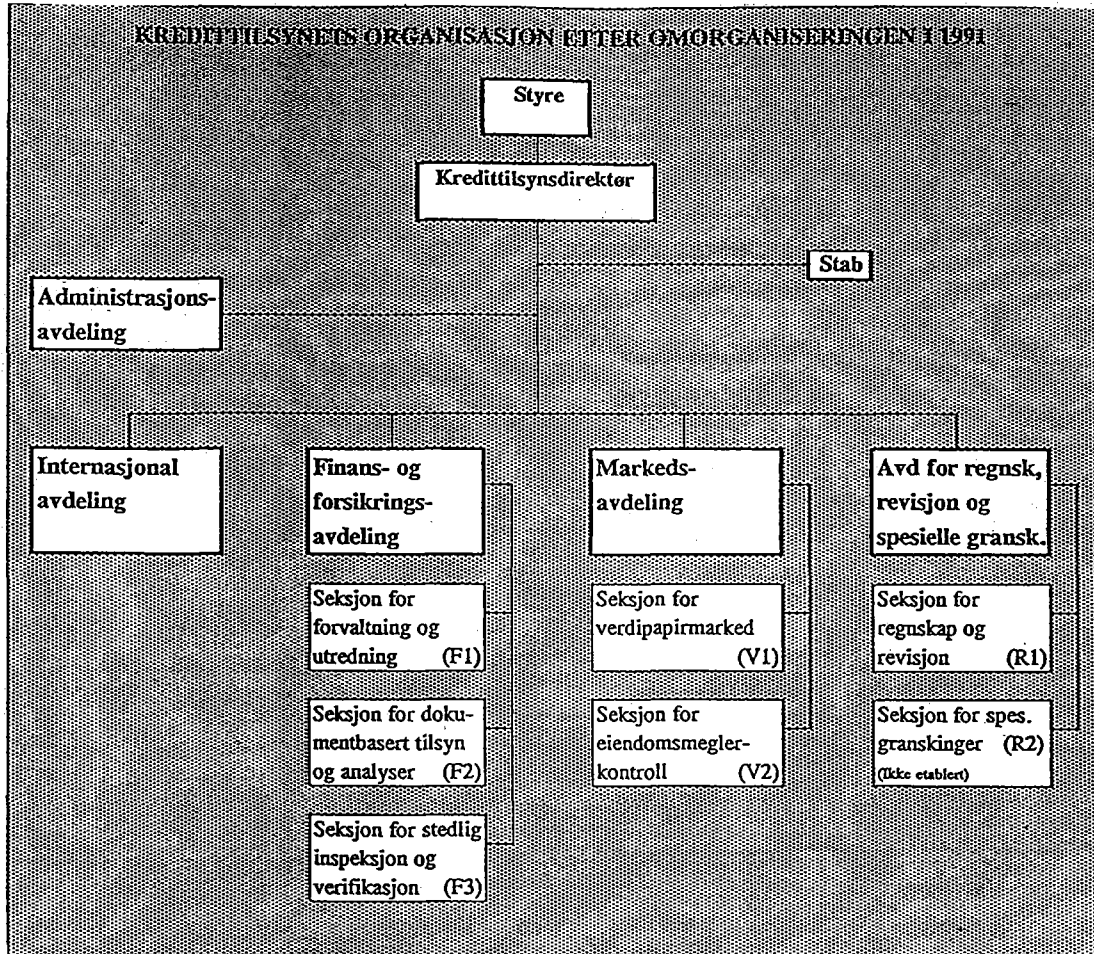 KREDITTILSYNETS ORGANISASJON ETTER OMORGANISERINGEN I 1991
Styre
Kredittilsynsdirektør
Stab
Administrasjons-
avdeling
Internasjonal
avdeling
Finans- og
forsikrings-
avdeling
Seksjon for
forvaltning og
utredning (F1)
Seksjon for doku-
mentbasert tilsyn
og analyser (F2)
Seksjon for stedlig
inspeksjon og
verifikasjon (F3)
Markeds-
avdeling
Seksjon for
verdipapirmarked
(V1)
Seksjon for
eiendomsmegler-
kontroll (V2)
Avd for regnsk,
revisjon og
spesielle gransk.
Seksjon for
regnskap og
revisjon (R1)
Seksjon for spes.
granskinger (R2)
(Ikke etablert)